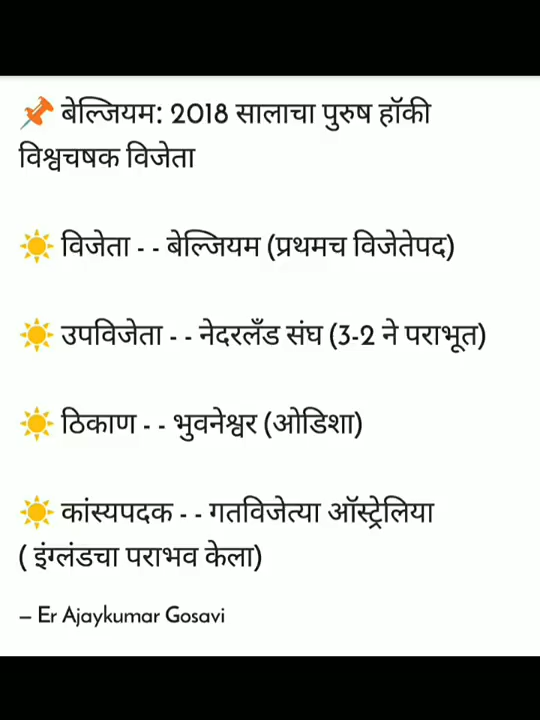 📌 बेल्जियम: 2018 सालाचा पुरुष हॉकी
विश्वचषक विजेता
☀️ विजेता - - बेल्जियम (प्रथमच विजेतेपद)
☀️ उपविजेता - - नेदरलँड संघ (3-2 ने पराभूत)
☀️ ठिकाण - - भुवनेश्वर (ओडिशा)
☀️ कांस्यपदक - - गतविजेत्या ऑस्ट्रेलिया
( इंग्लंडचा पराभव केला)
– Er Ajaykumar Gosavi